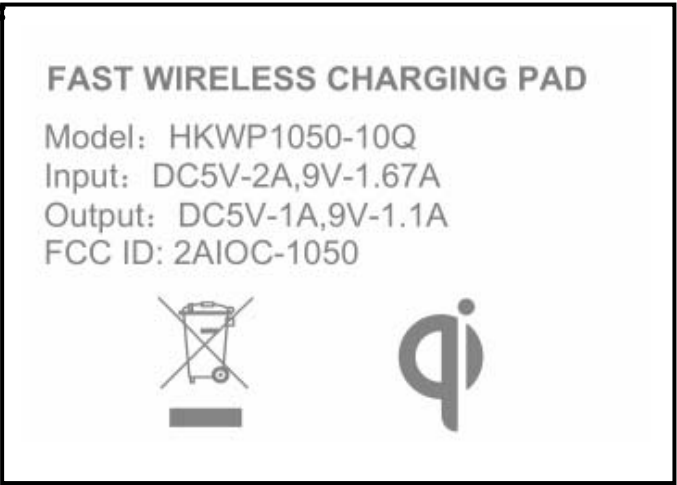 FAST WIRELESS CHARGING PAD
Model：HKWP1050-10Q
Input：DC5V-2A,9V-1.67A
Output：DC5V-1A,9V-1.1A
FCC ID: 2AIOC-1050
qi